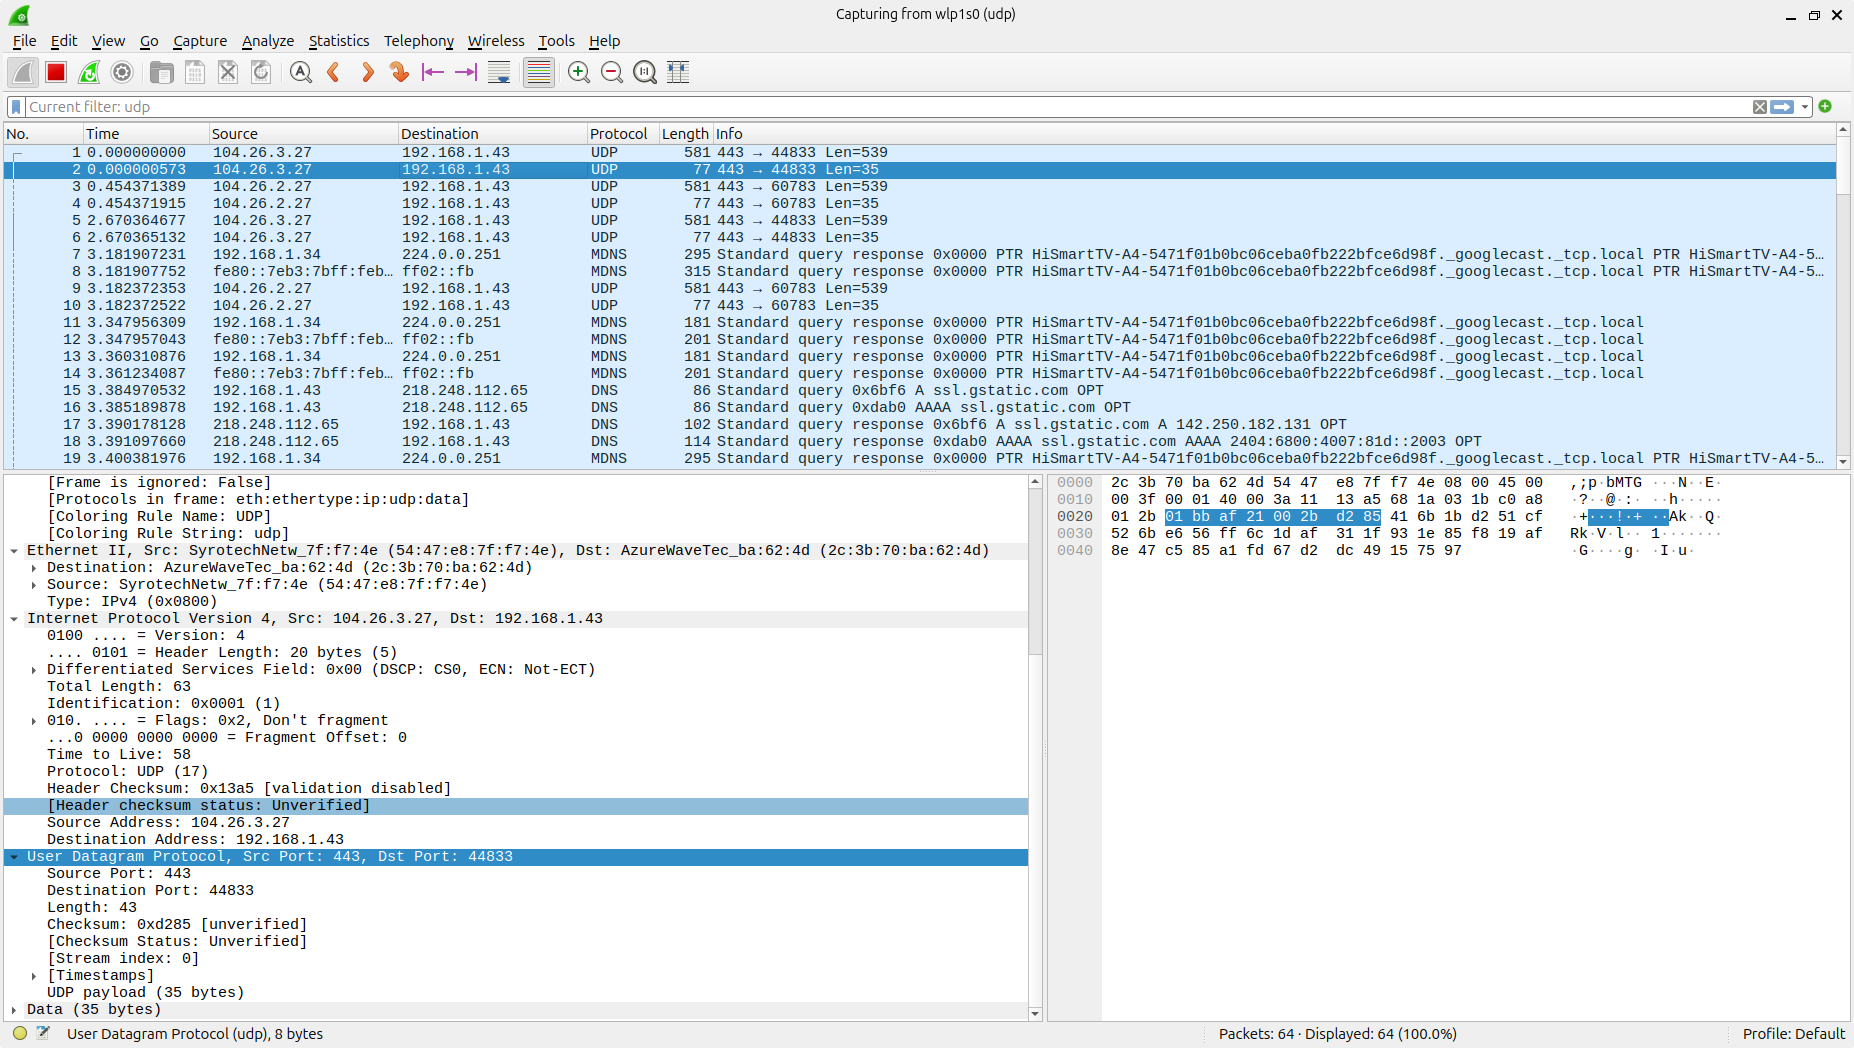 Capturing from wlp1s0 (udp)
File Edit View Go Capture Analyze Statistics Telephony Wireless Tools Help
Current filter: udp
No. Time Source Destination Protocol Length Info
1 0.000000000 104.26.3.27 192.168.1.43 UDP 581 443 → 44833 Len=539
2 0.000000573 104.26.3.27 192.168.1.43 UDP 77 443 → 44833 Len=35
3 0.454371389 104.26.2.27 192.168.1.43 UDP 581 443 → 60783 Len=539
4 0.454371915 104.26.2.27 192.168.1.43 UDP 77 443 → 60783 Len=35
5 2.670364677 104.26.3.27 192.168.1.43 UDP 581 443 → 44833 Len=539
6 2.670365132 104.26.3.27 192.168.1.43 UDP 77 443 → 44833 Len=35
7 3.181907231 192.168.1.34 224.0.0.251 MDNS 295 Standard query response 0x0000 PTR HiSmartTV-A4-5471f01b0bc06ceba0fb222bfce6d98f._googlecast._tcp.local PTR HiSmartTV-A4-5…
8 3.181907752 fe80::7eb3:7bff:feb… ff02::fb MDNS 315 Standard query response 0x0000 PTR HiSmartTV-A4-5471f01b0bc06ceba0fb222bfce6d98f._googlecast._tcp.local PTR HiSmartTV-A4-5…
9 3.182372353 104.26.2.27 192.168.1.43 UDP 581 443 → 60783 Len=539
10 3.182372522 104.26.2.27 192.168.1.43 UDP 77 443 → 60783 Len=35
11 3.347956309 192.168.1.34 224.0.0.251 MDNS 181 Standard query response 0x0000 PTR HiSmartTV-A4-5471f01b0bc06ceba0fb222bfce6d98f._googlecast._tcp.local
12 3.347957043 fe80::7eb3:7bff:feb… ff02::fb MDNS 201 Standard query response 0x0000 PTR HiSmartTV-A4-5471f01b0bc06ceba0fb222bfce6d98f._googlecast._tcp.local
13 3.360310876 192.168.1.34 224.0.0.251 MDNS 181 Standard query response 0x0000 PTR HiSmartTV-A4-5471f01b0bc06ceba0fb222bfce6d98f._googlecast._tcp.local
14 3.361234087 fe80::7eb3:7bff:feb… ff02::fb MDNS 201 Standard query response 0x0000 PTR HiSmartTV-A4-5471f01b0bc06ceba0fb222bfce6d98f._googlecast._tcp.local
15 3.384970532 192.168.1.43 218.248.112.65 DNS 86 Standard query 0x6bf6 A ssl.gstatic.com OPT
16 3.385189878 192.168.1.43 218.248.112.65 DNS 86 Standard query 0xdab0 AAAA ssl.gstatic.com OPT
17 3.390178128 218.248.112.65 192.168.1.43 DNS 102 Standard query response 0x6bf6 A ssl.gstatic.com A 142.250.182.131 OPT
18 3.391097660 218.248.112.65 192.168.1.43 DNS 114 Standard query response 0xdab0 AAAA ssl.gstatic.com AAAA 2404:6800:4007:81d::2003 OPT
19 3.400381976 192.168.1.34 224.0.0.251 MDNS 295 Standard query response 0x0000 PTR HiSmartTV-A4-5471f01b0bc06ceba0fb222bfce6d98f._googlecast._tcp.local PTR HiSmartTV-A4-5…
[Frame is ignored: False]
[Protocols in frame: eth:ethertype:ip:udp:data]
[Coloring Rule Name: UDP]
[Coloring Rule String: udp]
Ethernet II, Src: SyrotechNetw_7f:f7:4e (54:47:e8:7f:f7:4e), Dst: AzureWaveTec_ba:62:4d (2c:3b:70:ba:62:4d)
Destination: AzureWaveTec_ba:62:4d (2c:3b:70:ba:62:4d)
Source: SyrotechNetw_7f:f7:4e (54:47:e8:7f:f7:4e)
Type: IPv4 (0x0800)
Internet Protocol Version 4, Src: 104.26.3.27, Dst: 192.168.1.43
0100 .... = Version: 4
.... 0101 = Header Length: 20 bytes (5)
Differentiated Services Field: 0x00 (DSCP: CS0, ECN: Not-ECT)
Total Length: 63
Identification: 0x0001 (1)
010. .... = Flags: 0x2, Don't fragment
...0 0000 0000 0000 = Fragment Offset: 0
Time to Live: 58
Protocol: UDP (17)
Header Checksum: 0x13a5 [validation disabled]
[Header checksum status: Unverified]
Source Address: 104.26.3.27
Destination Address: 192.168.1.43
User Datagram Protocol, Src Port: 443, Dst Port: 44833
Source Port: 443
Destination Port: 44833
Length: 43
Checksum: 0xd285 [unverified]
[Checksum Status: Unverified]
[Stream index: 0]
[Timestamps]
UDP payload (35 bytes)
Data (35 bytes)
0000 2c 3b 70 ba 62 4d 54 47 e8 7f f7 4e 08 00 45 00 ,;p·bMTG ···N··E·
0010 00 3f 00 01 40 00 3a 11 13 a5 68 1a 03 1b c0 a8 ·?··@·:· ··h·····
0020 01 2b 01 bb af 21 00 2b d2 85 41 6b 1b d2 51 cf ·+···!·+ ··Ak··Q·
0030 52 6b e6 56 ff 6c 1d af 31 1f 93 1e 85 f8 19 af Rk·V·l·· 1·······
0040 8e 47 c5 85 a1 fd 67 d2 dc 49 15 75 97 ·G····g· ·I·u·
User Datagram Protocol (udp), 8 bytes
Packets: 64 · Displayed: 64 (100.0%)
Profile: Default